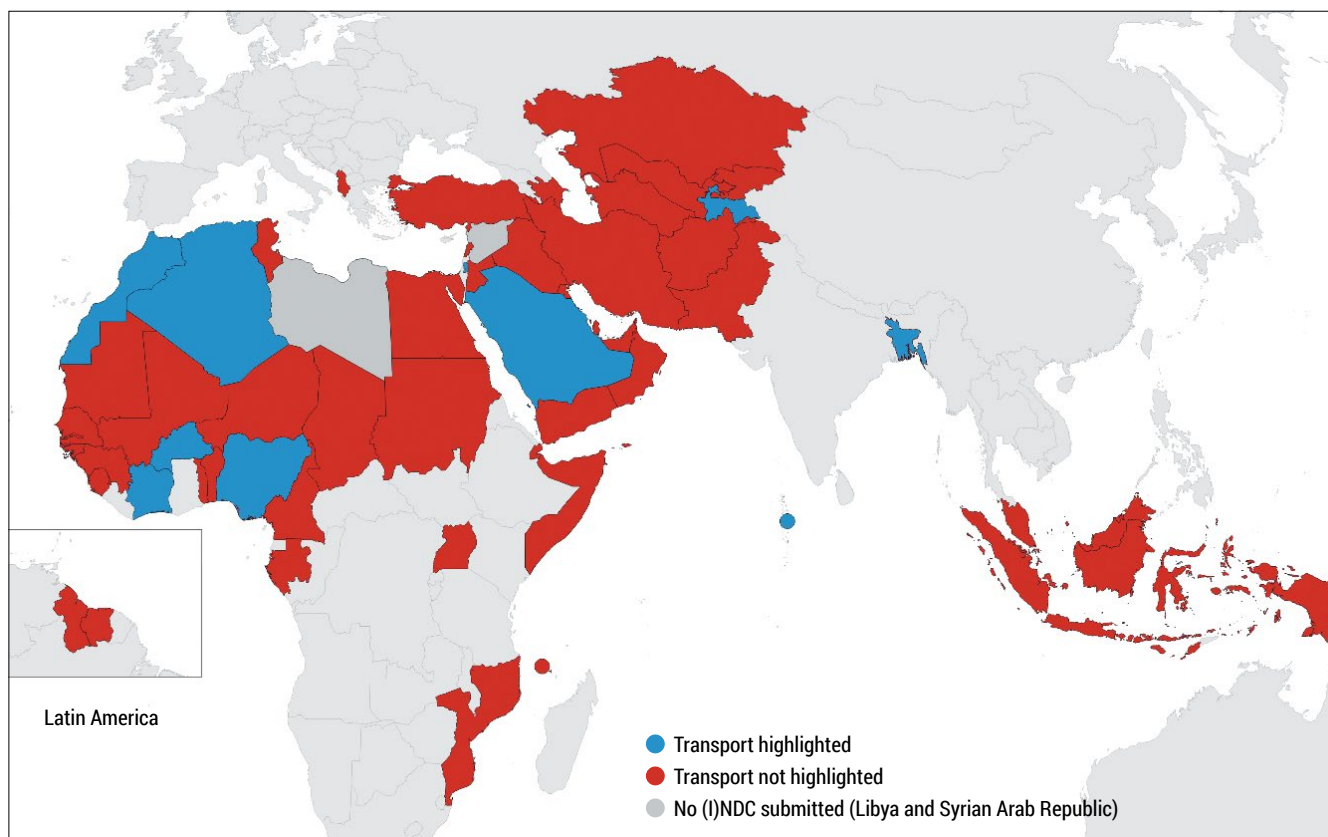 Latin America
Transport highlighted
Transport not highlighted
No (I)NDC submitted (Libya and Syrian Arab Republic)